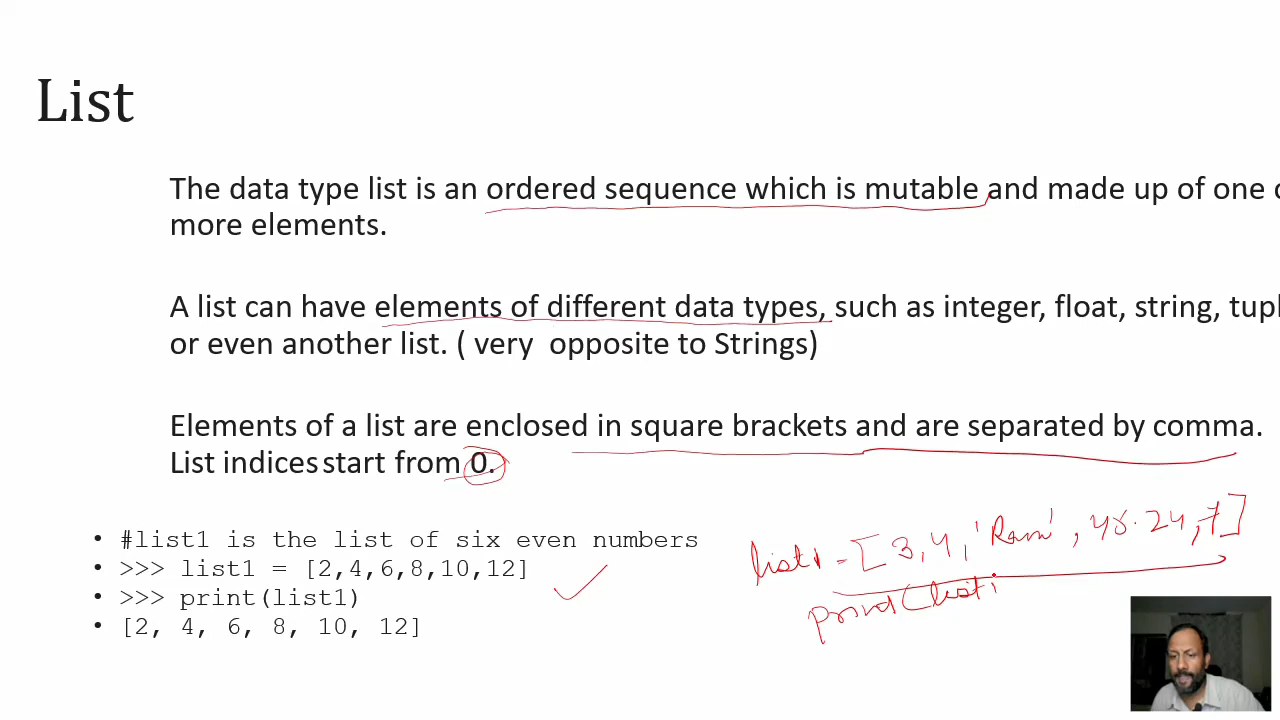 List
The data type list is an ordered sequence which is mutable and made up of one o
more elements.
A list can have elements of different data types, such as integer, float, string, tupl
or even another list. ( very opposite to Strings)
Elements of a list are enclosed in square brackets and are separated by comma.
List indices start from 0.
• #list1 is the list of six even numbers
• >>> list1 = [2,4,6,8,10,12]
• >>> print(list1)
• [2, 4, 6, 8, 10, 12]
list1 = [3,4,'Ram', 48.24,7]
print(list1